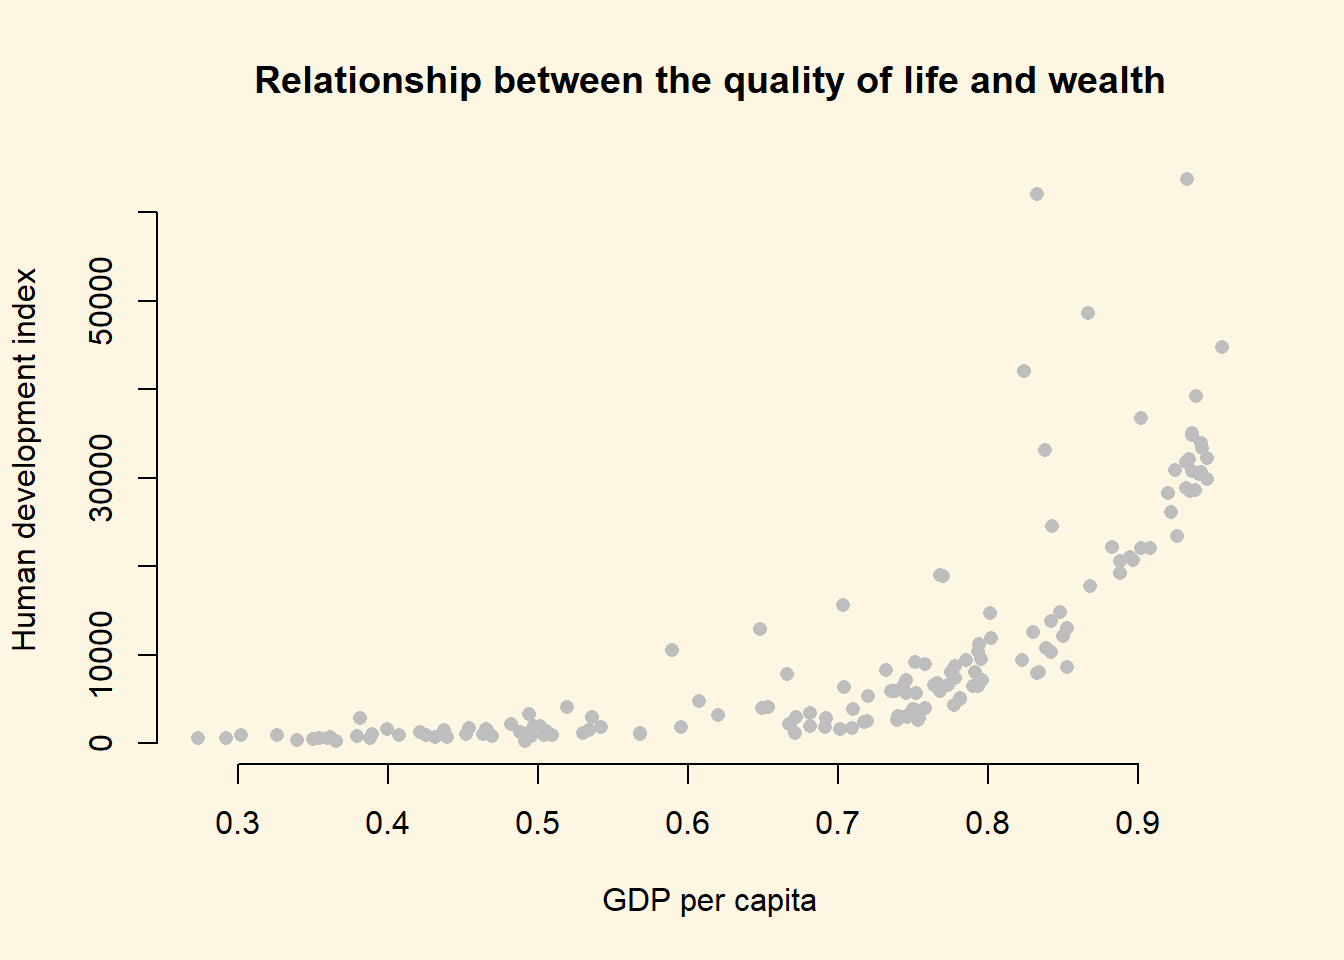 Relationship between the quality of life and wealth
Human development index
50000
30000
10000
0
0.3 0.4 0.5 0.6 0.7 0.8 0.9
GDP per capita